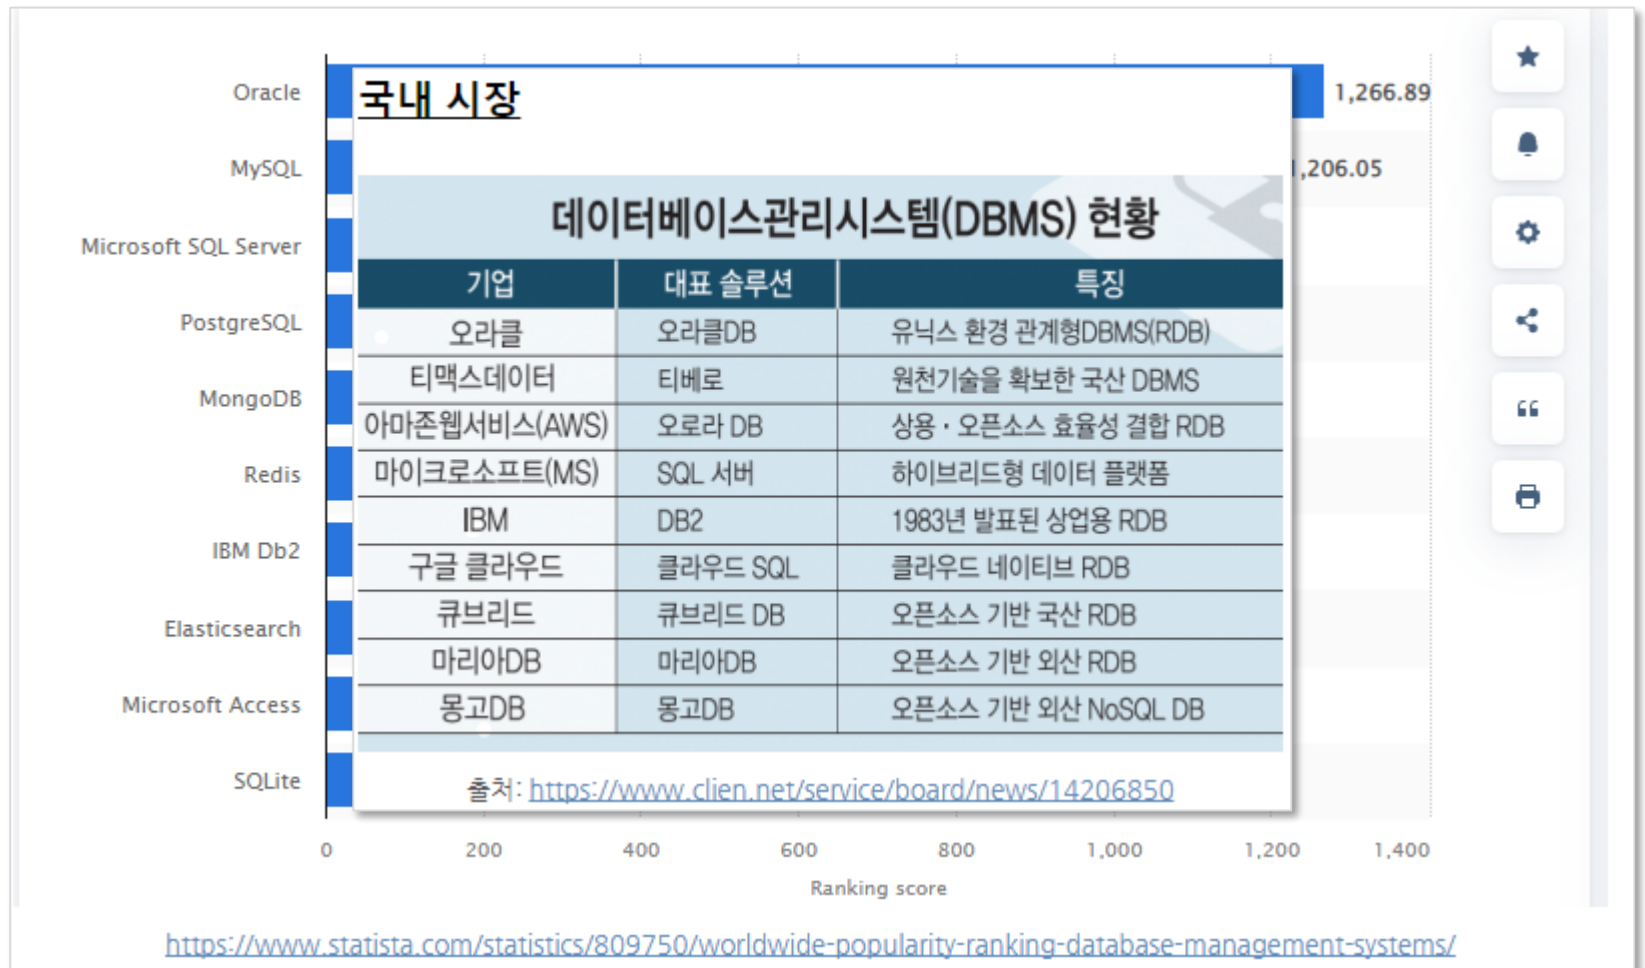 Oracle
1,266.89
MySQL
,206.05
Microsoft SQL Server
PostgreSQL
MongoDB
Redis
IBM Db2
Elasticsearch
Microsoft Access
SQLite
국내 시장
데이터베이스관리시스템(DBMS) 현황
기업 대표 솔루션 특징
오라클 오라클DB 유닉스 환경 관계형DBMS(RDB)
티맥스데이터 티베로 원천기술을 확보한 국산 DBMS
아마존웹서비스(AWS) 오로라 DB 상용·오픈소스 효율성 결합 RDB
마이크로소프트(MS) SQL 서버 하이브리드형 데이터 플랫폼
IBM DB2 1983년 발표된 상업용 RDB
구글 클라우드 클라우드 SQL 클라우드 네이티브 RDB
큐브리드 큐브리드 DB 오픈소스 기반 국산 RDB
마리아DB 마리아DB 오픈소스 기반 외산 RDB
몽고DB 몽고DB 오픈소스 기반 외산 NoSQL DB
출처: https://www.clien.net/service/board/news/14206850
0 200 400 600 800 1,000 1,200 1,400
Ranking score
https://www.statista.com/statistics/809750/worldwide-popularity-ranking-database-management-systems/